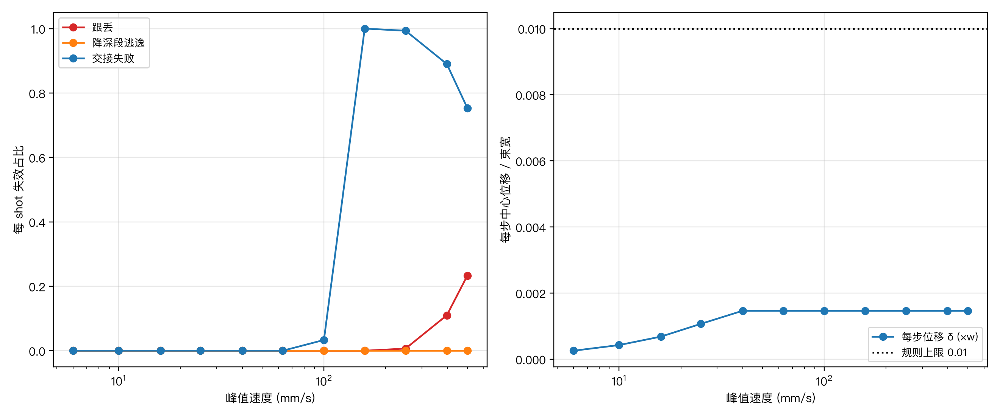 跟丢
降深段逃逸
交接失败
1.0
0.8
0.6
0.4
0.2
0.0
每 shot 失效占比
10¹
10²
峰值速度 (mm/s)
0.010
0.008
0.006
0.004
0.002
0.000
每步中心位移 / 束宽
每步位移 δ (×w)
规则上限 0.01
10¹
10²
峰值速度 (mm/s)